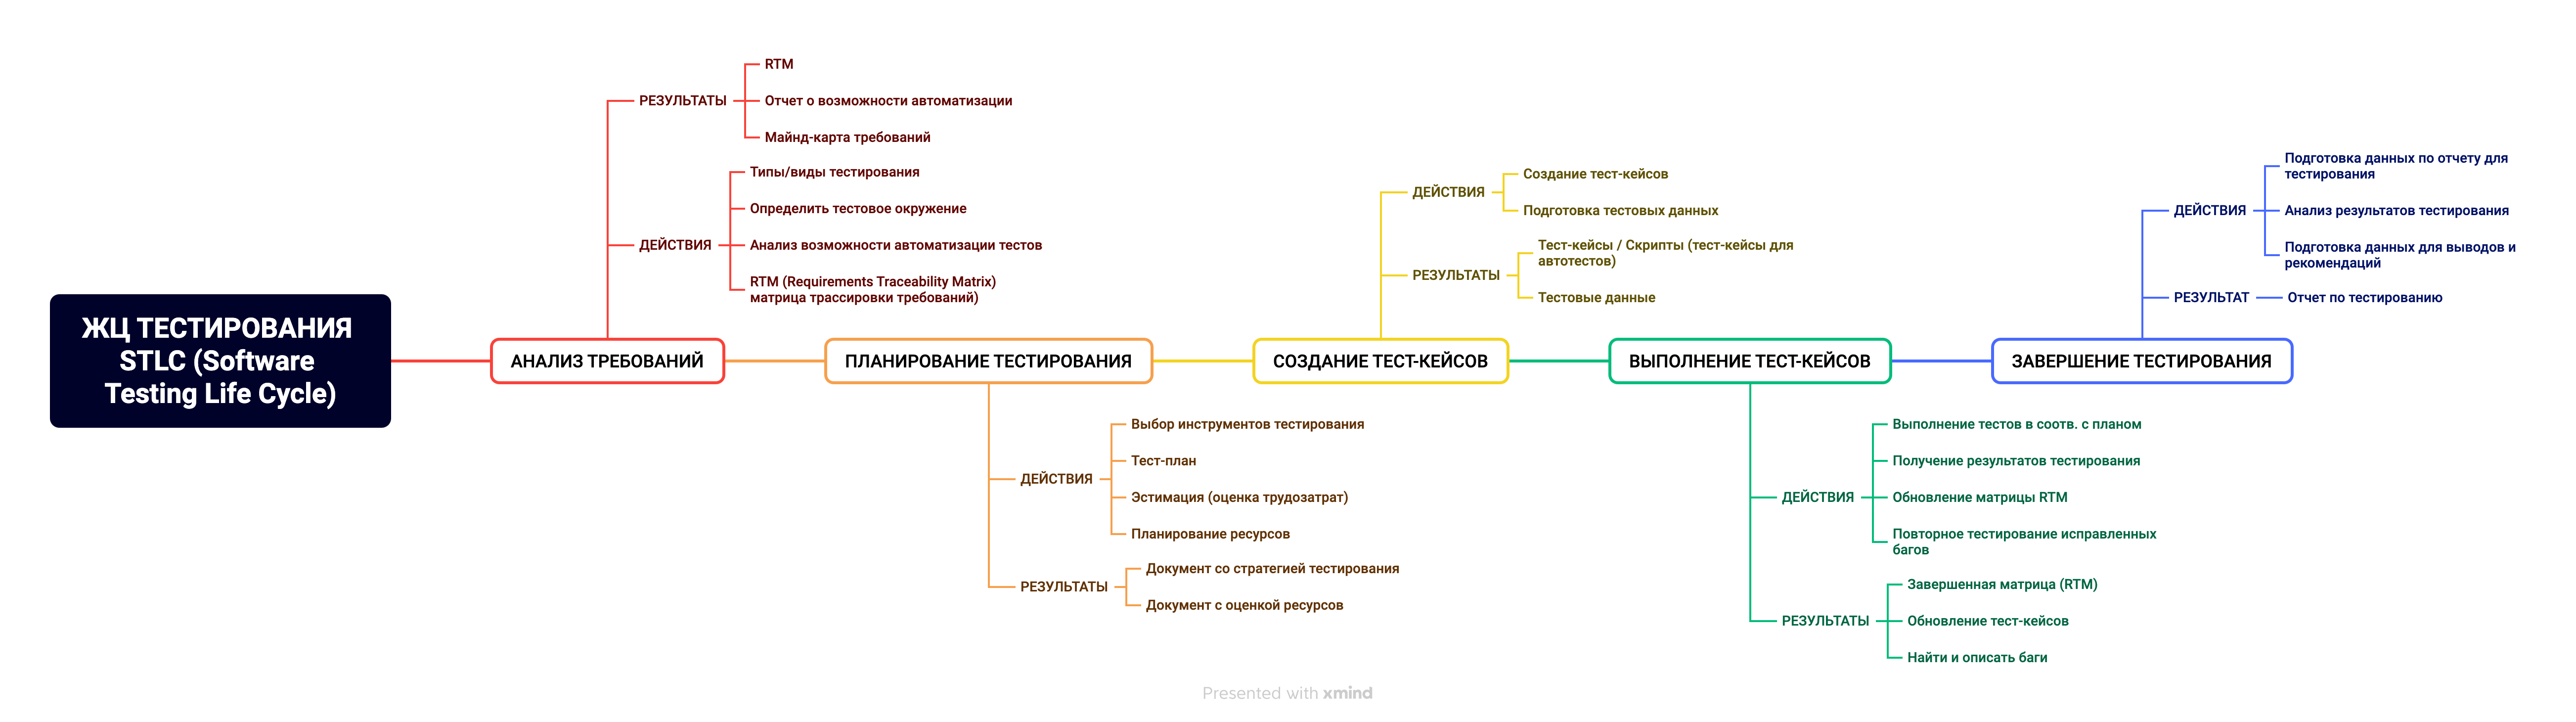 ЖЦ ТЕСТИРОВАНИЯ
STLC (Software
Testing Life Cycle)
АНАЛИЗ ТРЕБОВАНИЙ
РЕЗУЛЬТАТЫ
RTM
Отчет о возможности автоматизации
Майнд-карта требований
ДЕЙСТВИЯ
Типы/виды тестирования
Определить тестовое окружение
Анализ возможности автоматизации тестов
RTM (Requirements Traceability Matrix)
матрица трассировки требований)
ПЛАНИРОВАНИЕ ТЕСТИРОВАНИЯ
ДЕЙСТВИЯ
Выбор инструментов тестирования
Тест-план
Эстимация (оценка трудозатрат)
Планирование ресурсов
РЕЗУЛЬТАТЫ
Документ со стратегией тестирования
Документ с оценкой ресурсов
СОЗДАНИЕ ТЕСТ-КЕЙСОВ
ДЕЙСТВИЯ
Создание тест-кейсов
Подготовка тестовых данных
РЕЗУЛЬТАТЫ
Тест-кейсы / Скрипты (тест-кейсы для
автотестов)
Тестовые данные
ВЫПОЛНЕНИЕ ТЕСТ-КЕЙСОВ
ДЕЙСТВИЯ
Выполнение тестов в соотв. с планом
Получение результатов тестирования
Обновление матрицы RTM
Повторное тестирование исправленных
багов
РЕЗУЛЬТАТЫ
Завершенная матрица (RTM)
Обновление тест-кейсов
Найти и описать баги
ЗАВЕРШЕНИЕ ТЕСТИРОВАНИЯ
ДЕЙСТВИЯ
Подготовка данных по отчету для
тестирования
Анализ результатов тестирования
Подготовка данных для выводов и
рекомендаций
РЕЗУЛЬТАТ
Отчет по тестированию
Presented with xmind